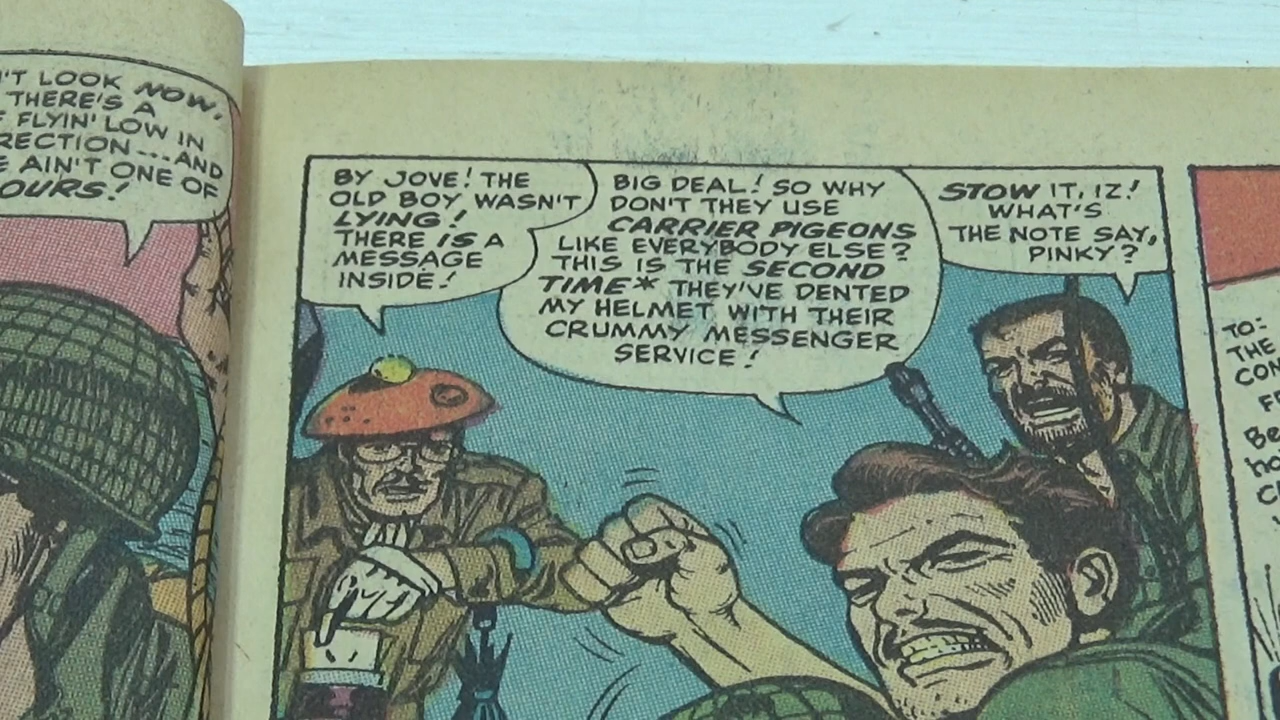 'T LOOK NOW,
THERE'S A
FLYIN' LOW IN
RECTION---AND
AIN'T ONE OF
OURS!
BY JOVE! THE
OLD BOY WASN'T
LYING!
THERE IS A
MESSAGE
INSIDE!
BIG DEAL! SO WHY
DON'T THEY USE
CARRIER PIGEONS
LIKE EVERYBODY ELSE?
THIS IS THE SECOND
TIME* THEY'VE DENTED
MY HELMET WITH THEIR
CRUMMY MESSENGER
SERVICE!
STOW IT, IZ!
WHAT'S
THE NOTE SAY,
PINKY?
TO:
THE
CON
Be